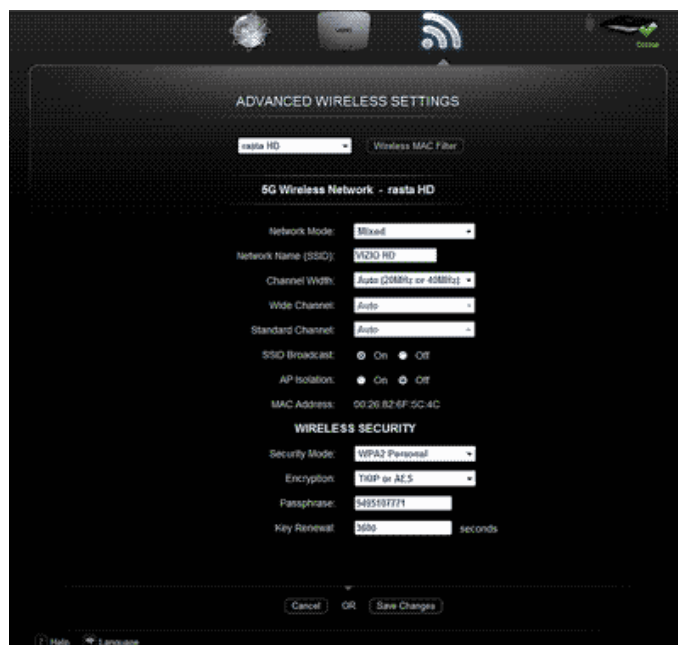 VIZIO
ADVANCED WIRELESS SETTINGS
rasta HD
Wireless MAC Filter
5G Wireless Network - rasta HD
Network Mode: Mixed
Network Name (SSID): VIZIO HD
Channel Width: Auto (20MHz or 40MHz)
Wide Channel: Auto
Standard Channel: Auto
SSID Broadcast: On Off
AP Isolation: On Off
MAC Address: 00:26:82:6F:5C:4C
WIRELESS SECURITY
Security Mode: WPA2 Personal
Encryption: TKIP or AES
Passphrase: 9495107771
Key Renewal: 3600 seconds
Cancel OR Save Changes
? Help Language